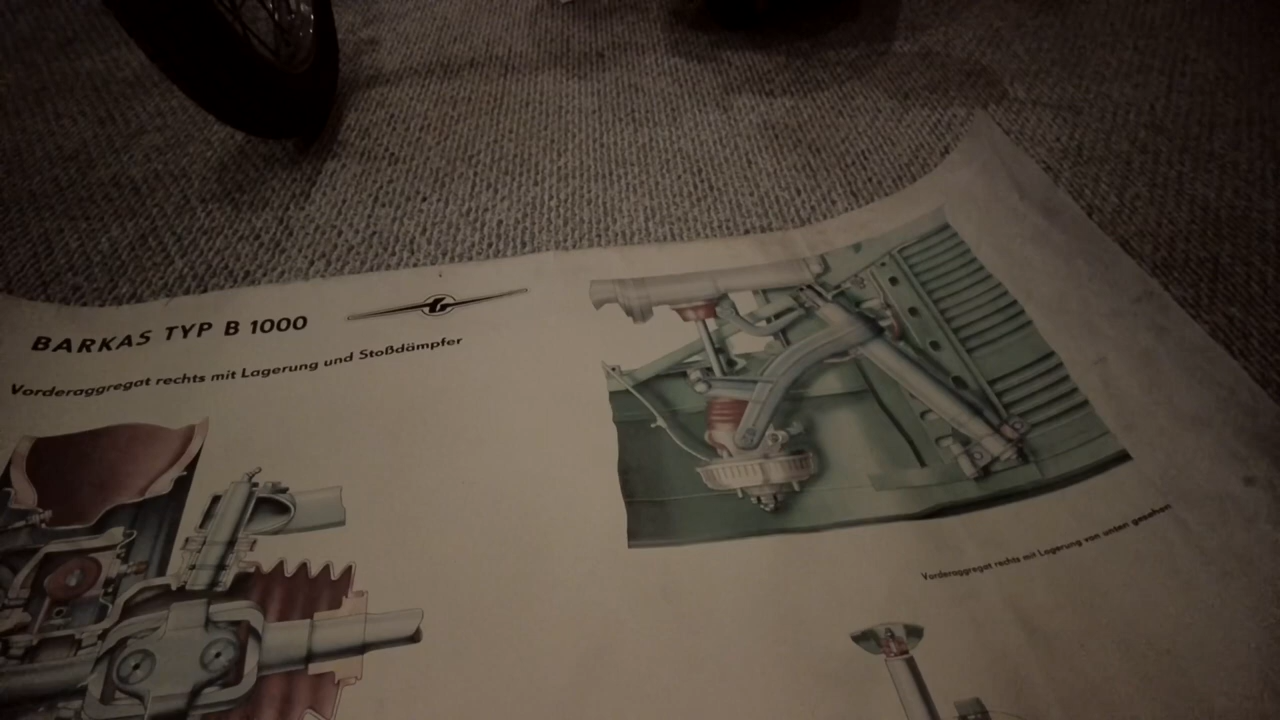 BARKAS TYP B 1000
Vorderaggregat rechts mit Lagerung und Stoßdämpfer
Vorderaggregat rechts mit Lagerung von unten gesehen